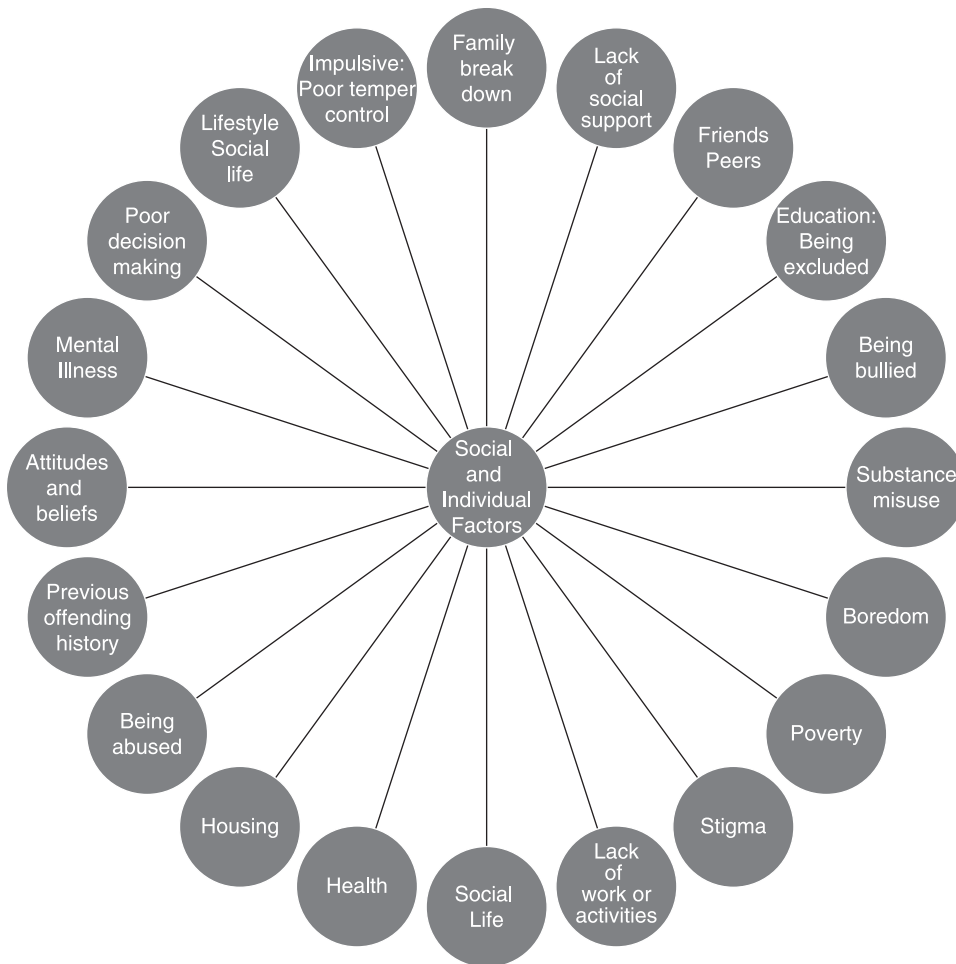 Family
break
down
Lack
of
social
support
Friends
Peers
Education:
Being
excluded
Being
bullied
Substance
misuse
Boredom
Poverty
Stigma
Lack
of
work or
activities
Social
Life
Health
Housing
Being
abused
Previous
offending
history
Attitudes
and
beliefs
Mental
Illness
Poor
decision
making
Lifestyle
Social
life
Impulsive:
Poor temper
control
Social
and
Individual
Factors